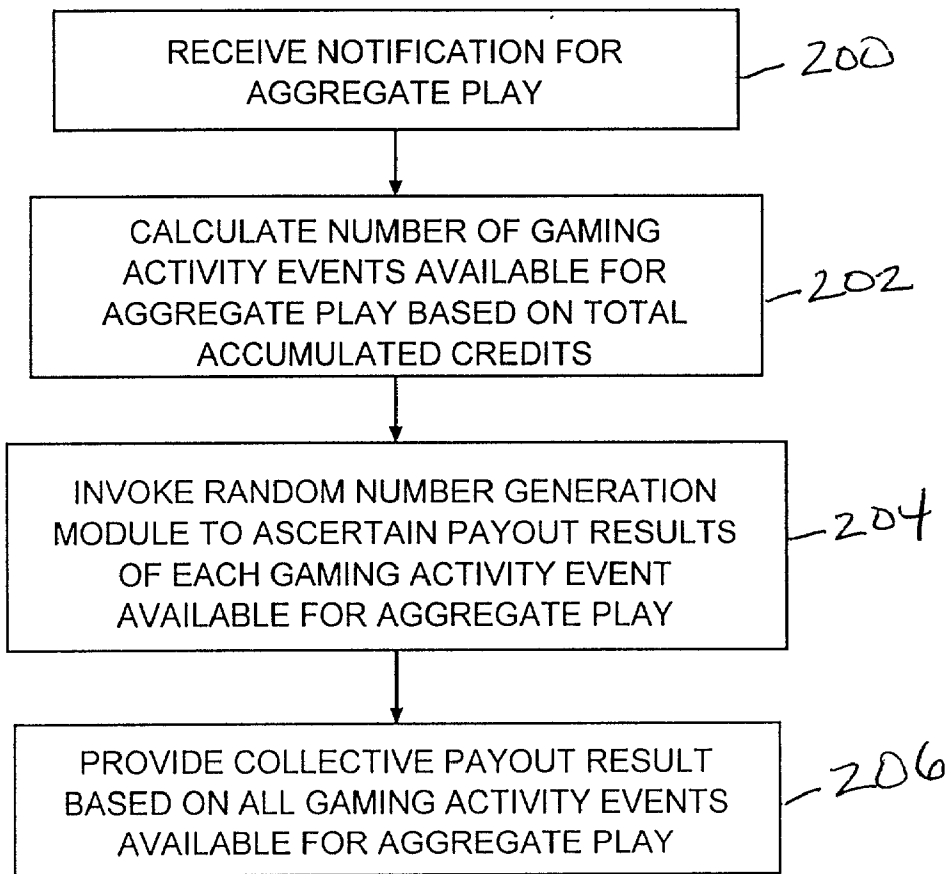 RECEIVE NOTIFICATION FOR
AGGREGATE PLAY
200
CALCULATE NUMBER OF GAMING
ACTIVITY EVENTS AVAILABLE FOR
AGGREGATE PLAY BASED ON TOTAL
ACCUMULATED CREDITS
202
INVOKE RANDOM NUMBER GENERATION
MODULE TO ASCERTAIN PAYOUT RESULTS
OF EACH GAMING ACTIVITY EVENT
AVAILABLE FOR AGGREGATE PLAY
204
PROVIDE COLLECTIVE PAYOUT RESULT
BASED ON ALL GAMING ACTIVITY EVENTS
AVAILABLE FOR AGGREGATE PLAY
206